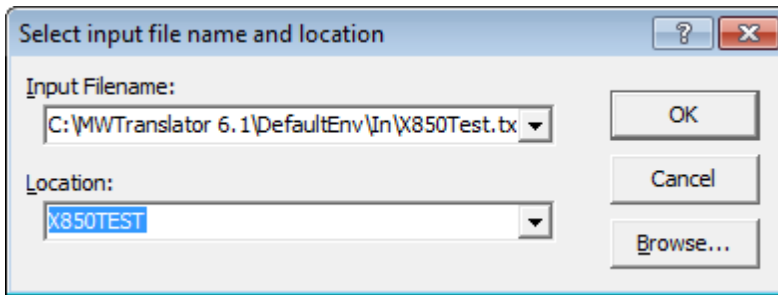 Select input file name and location
Input Filename:
C:\MWTranslator 6.1\DefaultEnv\In\X850Test.tx
OK
Location:
X850TEST
Cancel
Browse...